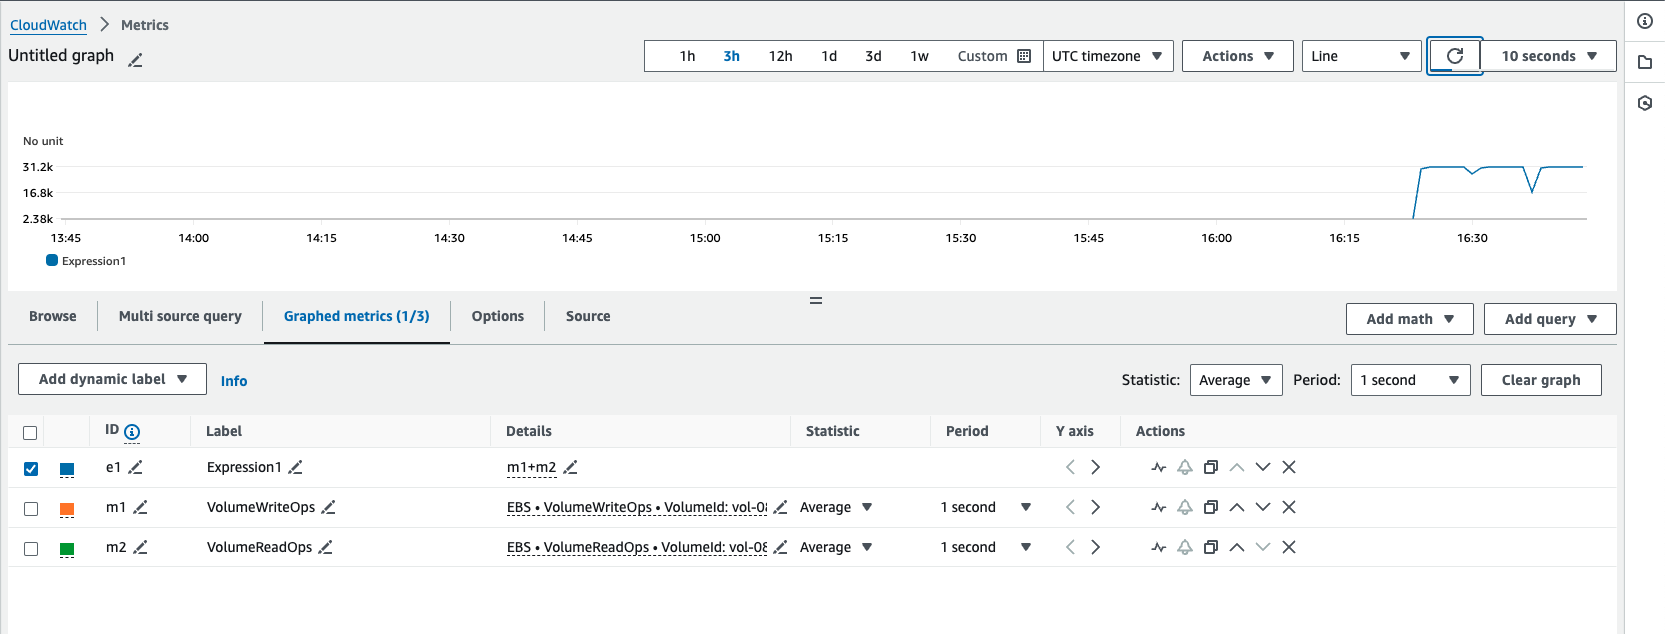 CloudWatch > Metrics
Untitled graph
1h 3h 12h 1d 3d 1w Custom UTC timezone Actions Line 10 seconds
No unit
31.2k
16.8k
2.38k
13:45 14:00 14:15 14:30 14:45 15:00 15:15 15:30 15:45 16:00 16:15 16:30
Expression1
Browse Multi source query Graphed metrics (1/3) Options Source Add math Add query
Add dynamic label Info Statistic: Average Period: 1 second Clear graph
ID Label Details Statistic Period Y axis Actions
e1 Expression1 m1+m2
m1 VolumeWriteOps EBS • VolumeWriteOps • VolumeId: vol-08 Average 1 second
m2 VolumeReadOps EBS • VolumeReadOps • VolumeId: vol-08 Average 1 second